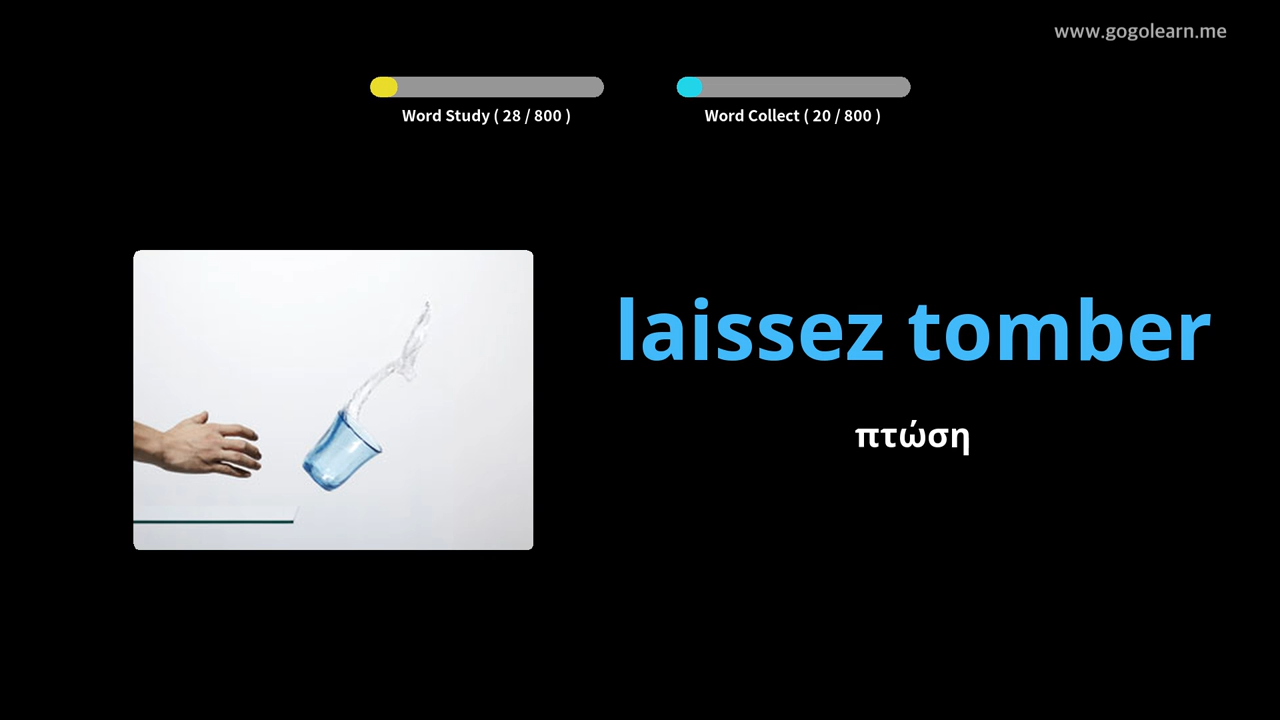 www.gogolearn.me
Word Study ( 28 / 800 )
Word Collect ( 20 / 800 )
laissez tomber
πτώση